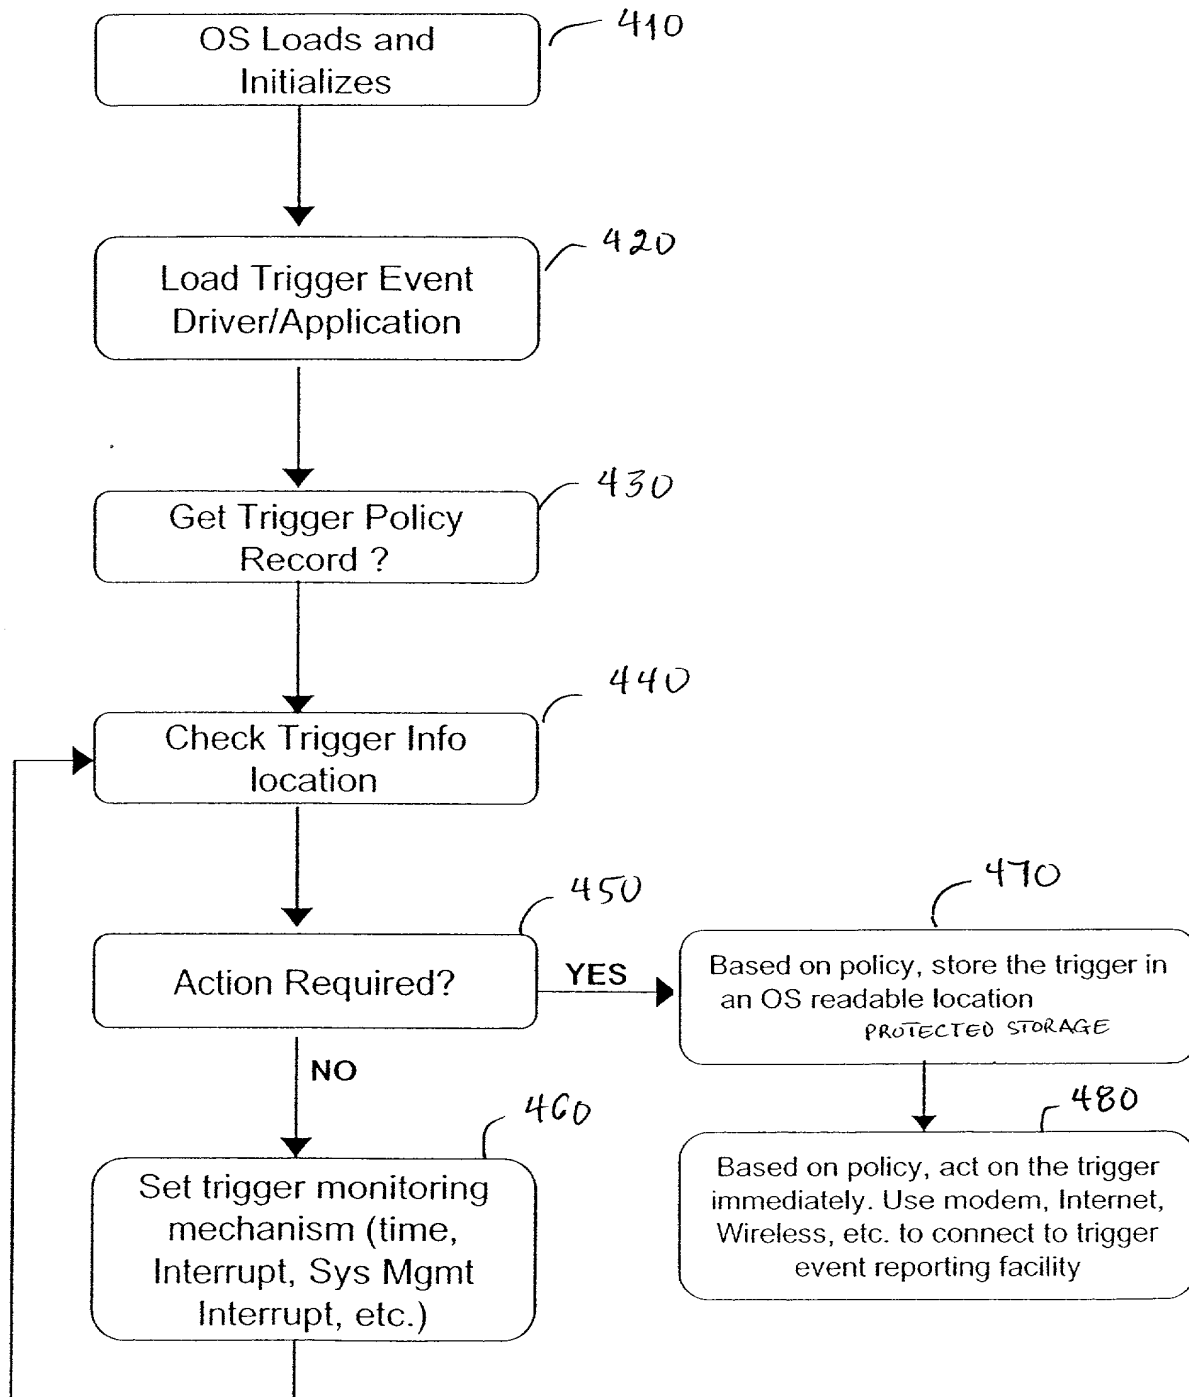 OS Loads and
Initializes
410
Load Trigger Event
Driver/Application
420
Get Trigger Policy
Record ?
430
Check Trigger Info
location
440
Action Required?
450
YES
NO
Based on policy, store the trigger in
an OS readable location
PROTECTED STORAGE
470
Set trigger monitoring
mechanism (time,
Interrupt, Sys Mgmt
Interrupt, etc.)
460
Based on policy, act on the trigger
immediately. Use modem, Internet,
Wireless, etc. to connect to trigger
event reporting facility
480